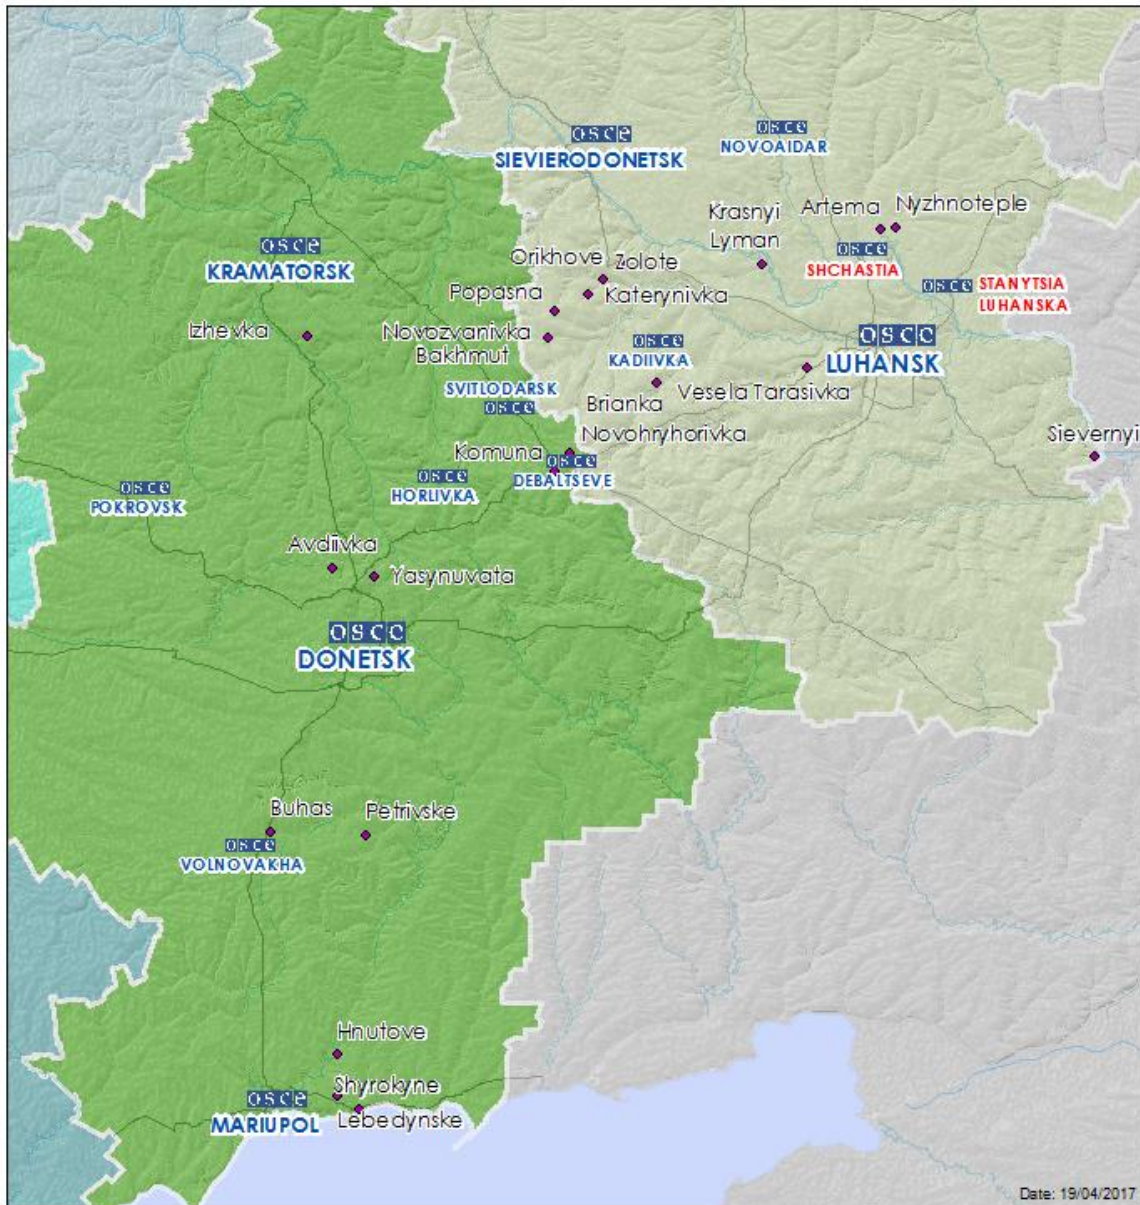 osce
SIEVIERODONETSK
osce
NOVOAIDAR
Krasnyi
Lyman
Artema
Nyzhnoteple
osce
SHCHASTIA
osce
KRAMATORSK
Orikhove
Zolote
Popasna
Katerynivka
osce
STANYTSIA
LUHANSKA
Izhevka
Novozvanivka
Bakhmut
osce
KADIIVKA
osce
LUHANSK
SVITLODARSK
osce
Brianka
Vesela Tarasivka
Novohryhorivka
Sievernyi
Komuna
osce
DEBALTSEVE
osce
HORLIVKA
osce
POKROVSK
Avdiivka
Yasynuvata
osce
DONETSK
Buhas
Petrivske
osce
VOLNOVAKHA
Hnutove
Shyrokyne
osce
MARIUPOL
Lebedynske
Date: 19/04/2017